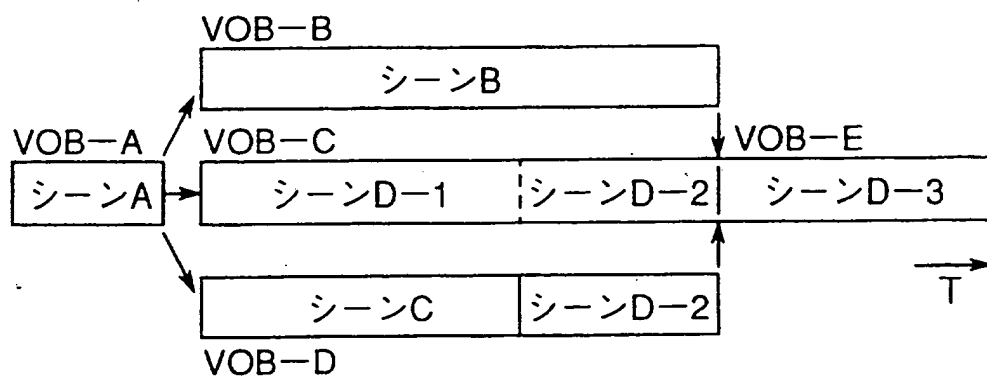 VOB—B
シーンB
VOB—A
VOB—C
VOB—E
シーンA
シーンD—1
シーンD—2
シーンD—3
シーンC
シーンD—2
T
VOB—D